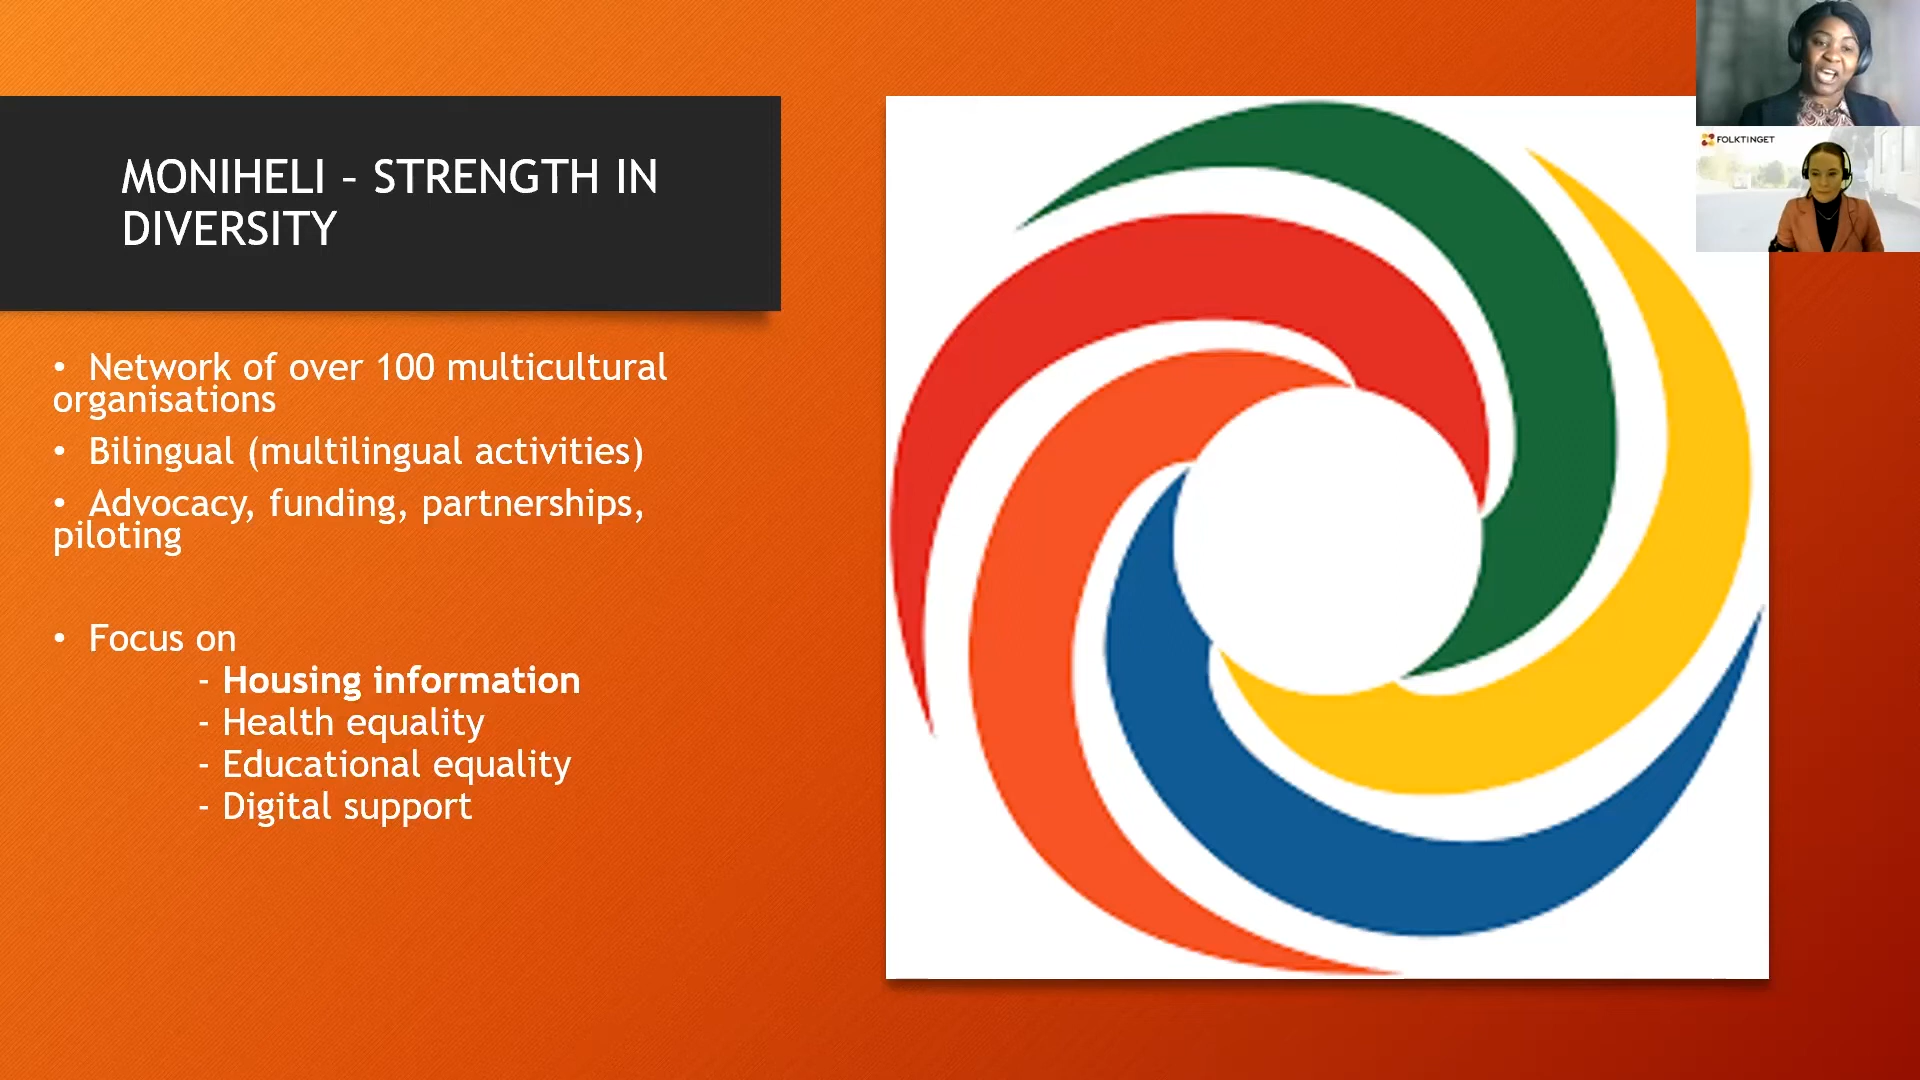 MONIHELI – STRENGTH IN
DIVERSITY
• Network of over 100 multicultural
organisations
• Bilingual (multilingual activities)
• Advocacy, funding, partnerships,
piloting
• Focus on
- Housing information
- Health equality
- Educational equality
- Digital support
FOLKTINGET